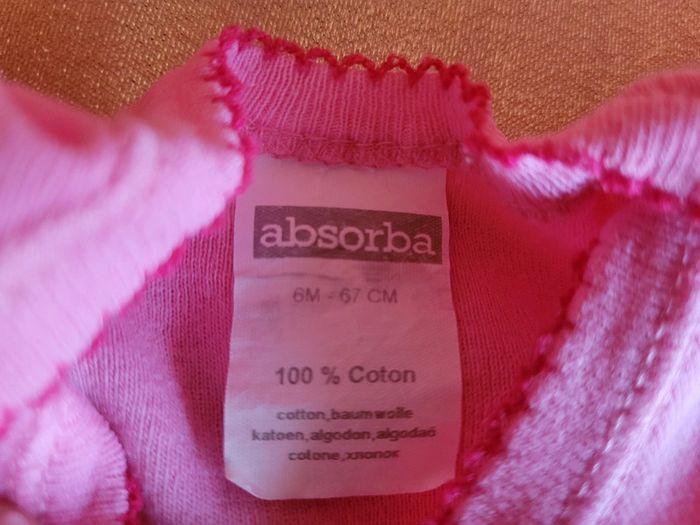 absorba
6M - 67 CM
100 % Coton
cotton,baumwolle
katoen,algodon,algodaõ
cotone,хлопок